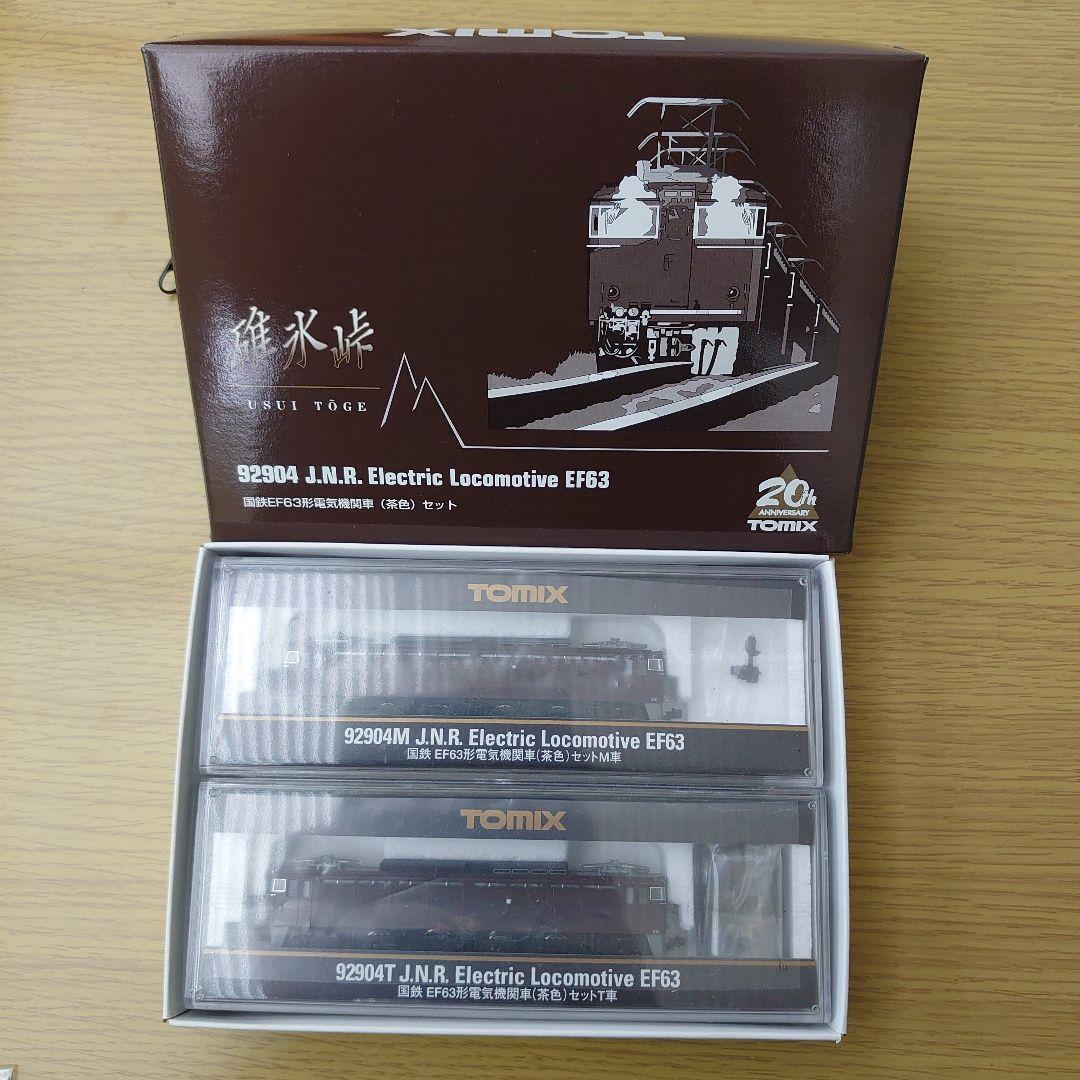 TOMIX
碓氷峠
USUI TŌGE
92904 J.N.R. Electric Locomotive EF63
国鉄EF63形電気機関車（茶色）セット
20th
ANNIVERSARY
TOMIX
TOMIX
92904M J.N.R. Electric Locomotive EF63
国鉄 EF63形電気機関車(茶色)セットM車
TOMIX
92904T J.N.R. Electric Locomotive EF63
国鉄 EF63形電気機関車(茶色)セットT車